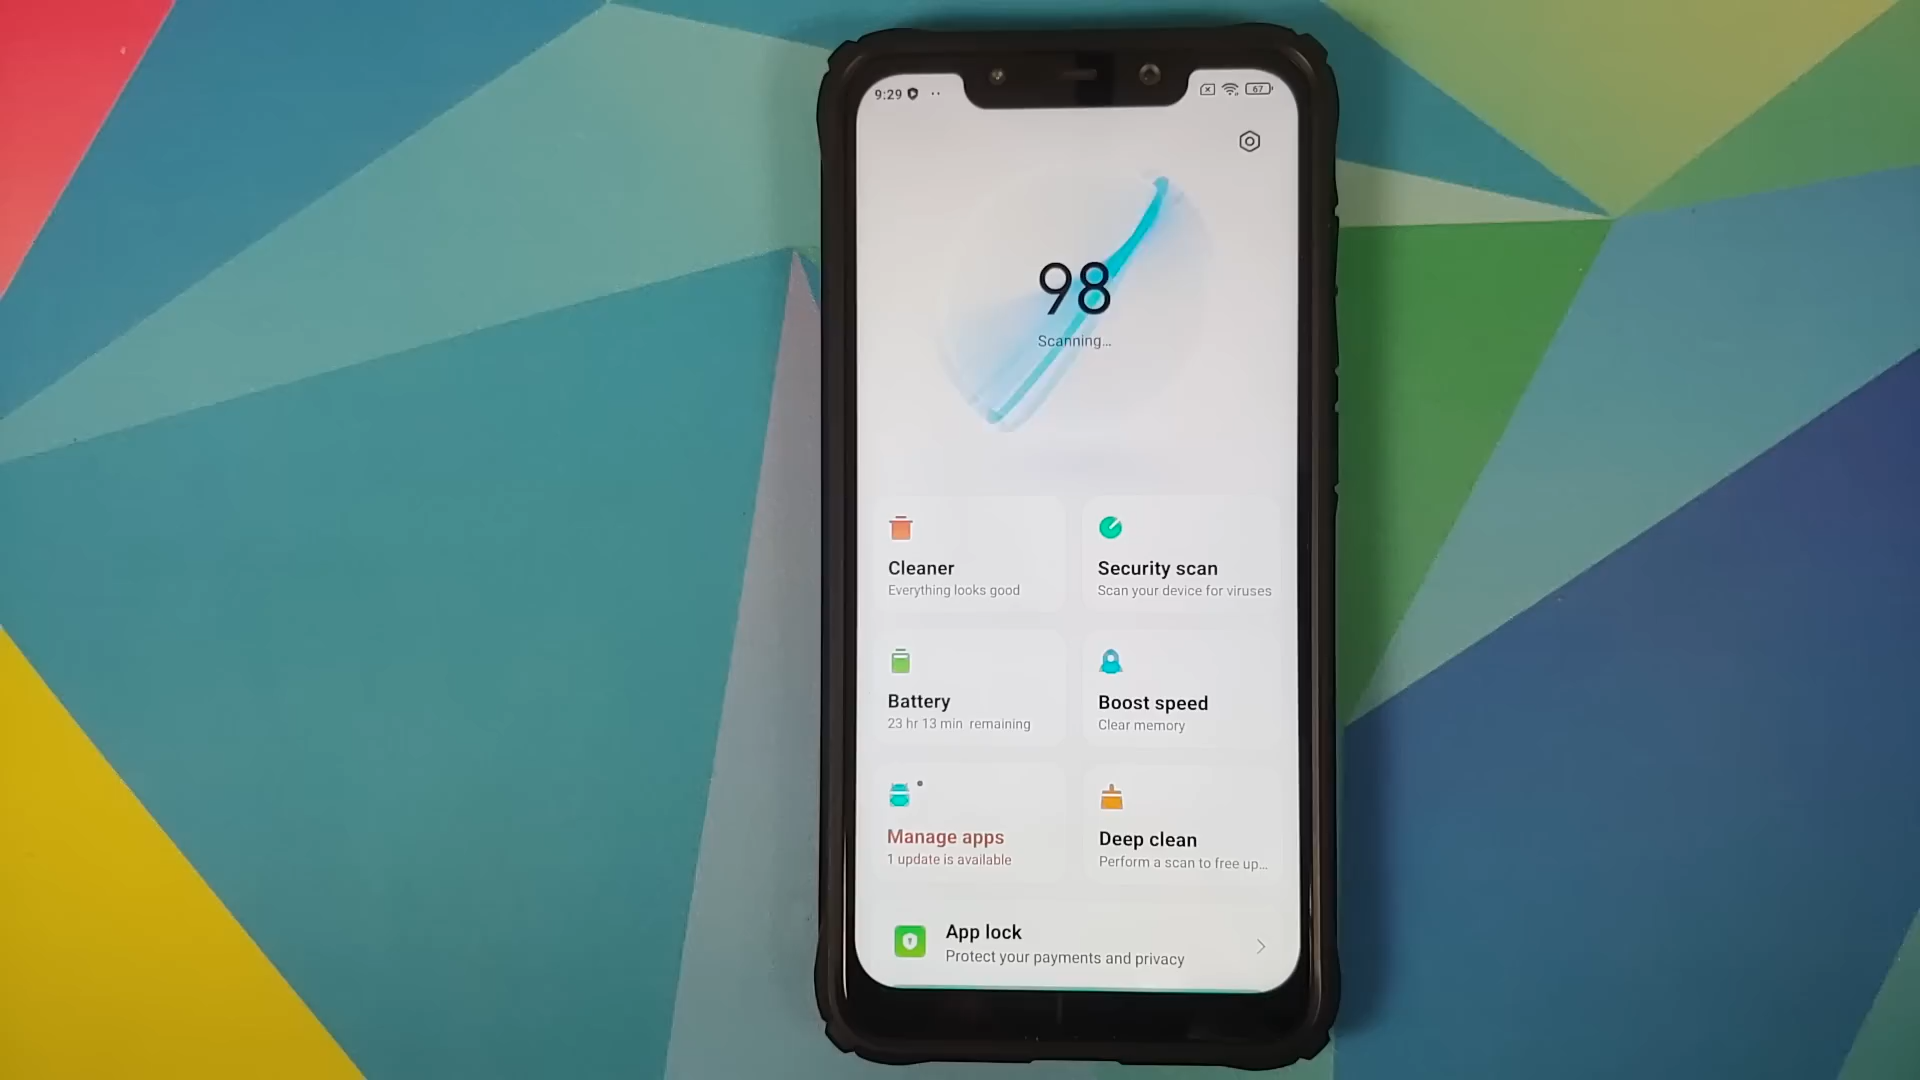 9:29
67
98
Scanning...
Cleaner
Everything looks good
Security scan
Scan your device for viruses
Battery
23 hr 13 min remaining
Boost speed
Clear memory
Manage apps
1 update is available
Deep clean
Perform a scan to free up...
App lock
Protect your payments and privacy